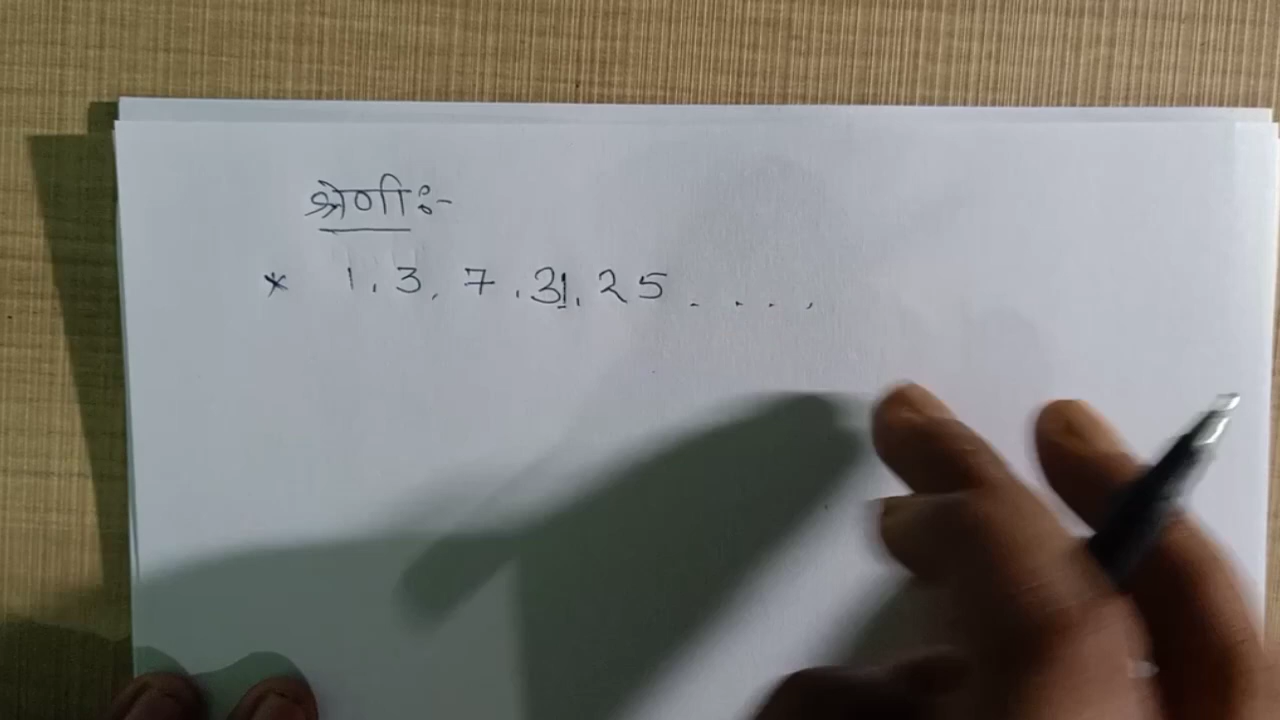 श्रेणीः-
* 1, 3, 7, 31, 25 . . . . ,